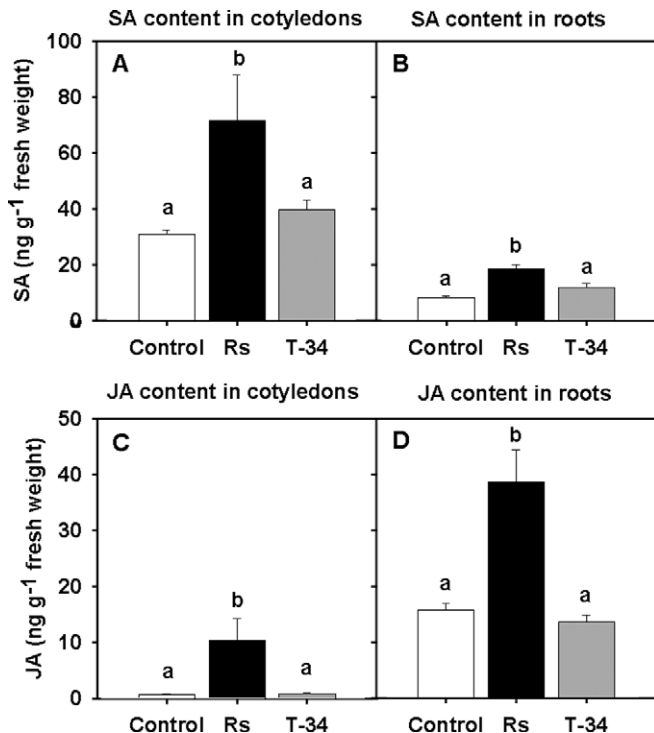 SA content in cotyledons
SA content in roots
SA (ng g⁻¹ fresh weight)
100
80
60
40
20
0
A
a
b
a
B
a
b
a
Control Rs T-34
Control Rs T-34
JA content in cotyledons
JA content in roots
JA (ng g⁻¹ fresh weight)
50
40
30
20
10
0
C
a
b
a
D
a
b
a
Control Rs T-34
Control Rs T-34